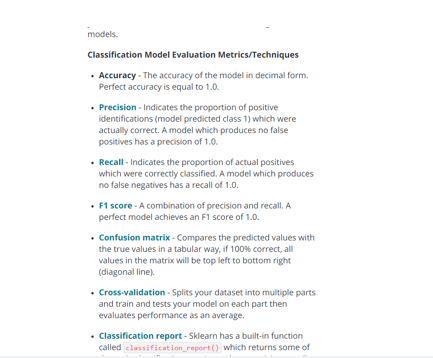 models.
Classification Model Evaluation Metrics/Techniques
• Accuracy - The accuracy of the model in decimal form.
Perfect accuracy is equal to 1.0.
• Precision - Indicates the proportion of positive
identifications (model predicted class 1) which were
actually correct. A model which produces no false
positives has a precision of 1.0.
• Recall - Indicates the proportion of actual positives
which were correctly classified. A model which produces
no false negatives has a recall of 1.0.
• F1 score - A combination of precision and recall. A
perfect model achieves an F1 score of 1.0.
• Confusion matrix - Compares the predicted values with
the true values in a tabular way, if 100% correct, all
values in the matrix will be top left to bottom right
(diagonal line).
• Cross-validation - Splits your dataset into multiple parts
and train and tests your model on each part then
evaluates performance as an average.
• Classification report - Sklearn has a built-in function
called classification_report() which returns some of